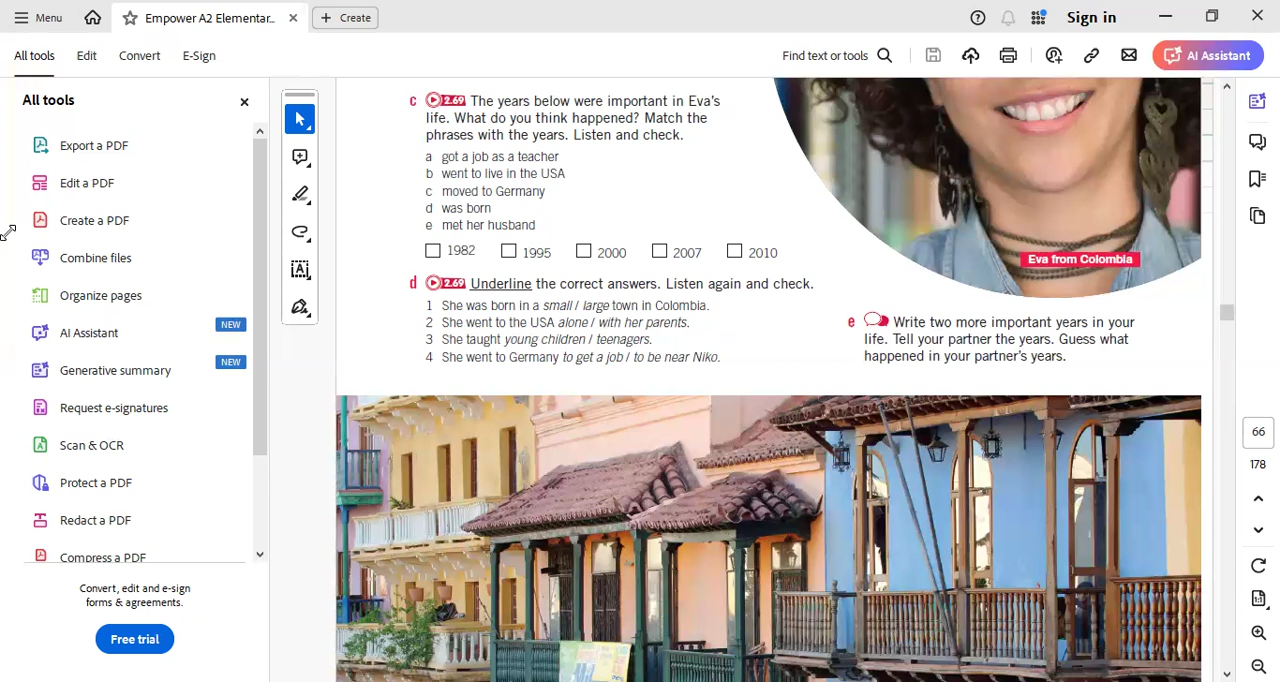 Menu
Empower A2 Elementar...
Create
Sign in
All tools
Edit
Convert
E-Sign
Find text or tools
AI Assistant
All tools
Export a PDF
Edit a PDF
Create a PDF
Combine files
Organize pages
AI Assistant
NEW
Generative summary
NEW
Request e-signatures
Scan & OCR
Protect a PDF
Redact a PDF
Compress a PDF
Convert, edit and e-sign
forms & agreements.
Free trial
c 2.69 The years below were important in Eva's
life. What do you think happened? Match the
phrases with the years. Listen and check.
a got a job as a teacher
b went to live in the USA
c moved to Germany
d was born
e met her husband
1982 1995 2000 2007 2010
d 2.69 Underline the correct answers. Listen again and check.
1 She was born in a small / large town in Colombia.
2 She went to the USA alone / with her parents.
3 She taught young children / teenagers.
4 She went to Germany to get a job / to be near Niko.
Eva from Colombia
e Write two more important years in your
life. Tell your partner the years. Guess what
happened in your partner's years.
66
178